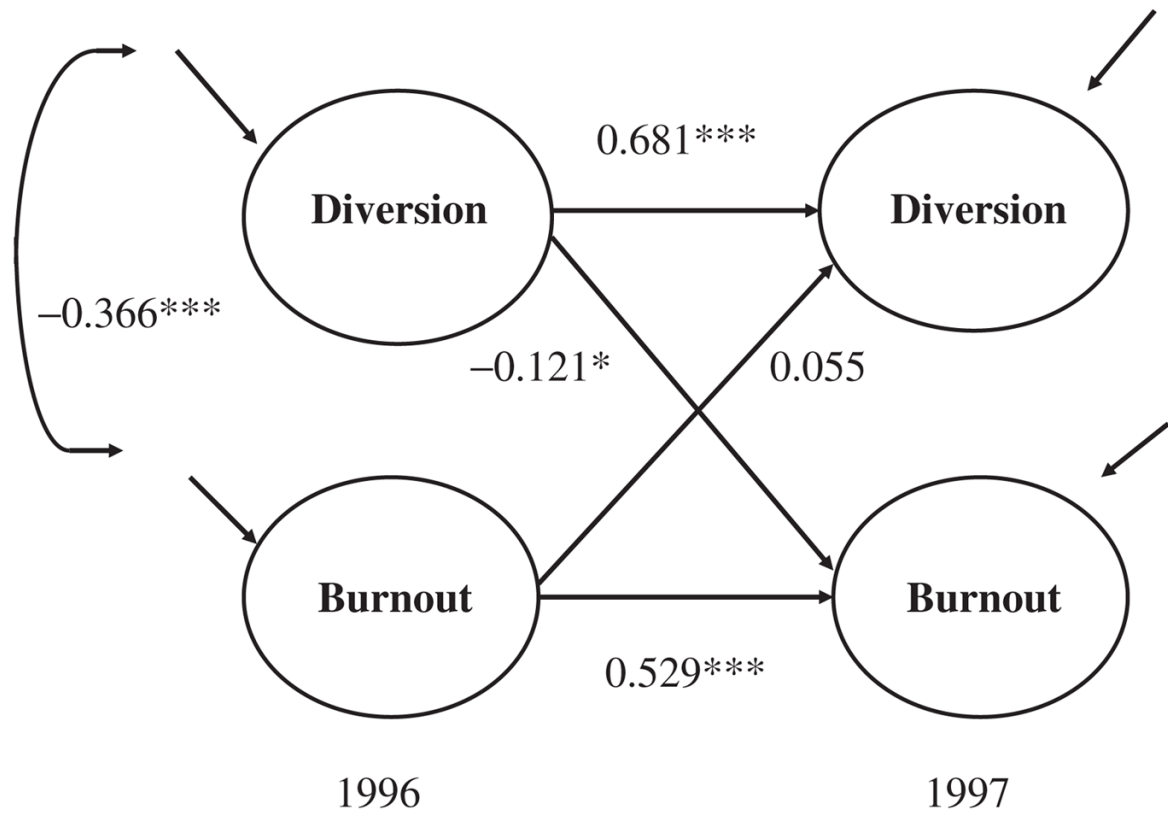 0.681***
Diversion
Diversion
−0.366***
−0.121*
0.055
Burnout
Burnout
0.529***
1996
1997